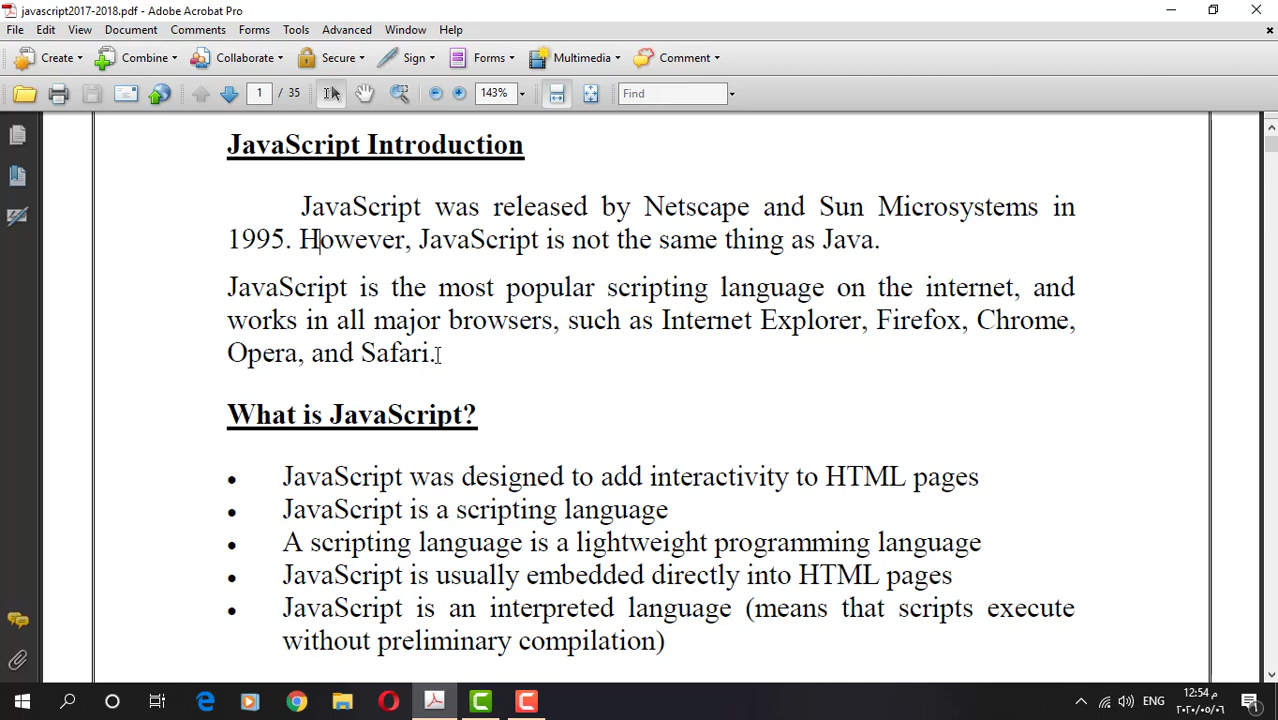 javascript2017-2018.pdf - Adobe Acrobat Pro
File Edit View Document Comments Forms Tools Advanced Window Help
Create Combine Collaborate Secure Sign Forms Multimedia Comment
1 / 35 143% Find
JavaScript Introduction
JavaScript was released by Netscape and Sun Microsystems in
1995. However, JavaScript is not the same thing as Java.
JavaScript is the most popular scripting language on the internet, and
works in all major browsers, such as Internet Explorer, Firefox, Chrome,
Opera, and Safari.
What is JavaScript?
• JavaScript was designed to add interactivity to HTML pages
• JavaScript is a scripting language
• A scripting language is a lightweight programming language
• JavaScript is usually embedded directly into HTML pages
• JavaScript is an interpreted language (means that scripts execute
without preliminary compilation)
ENG 12:54 م
٢٠٢٠/٠٥/٠٦